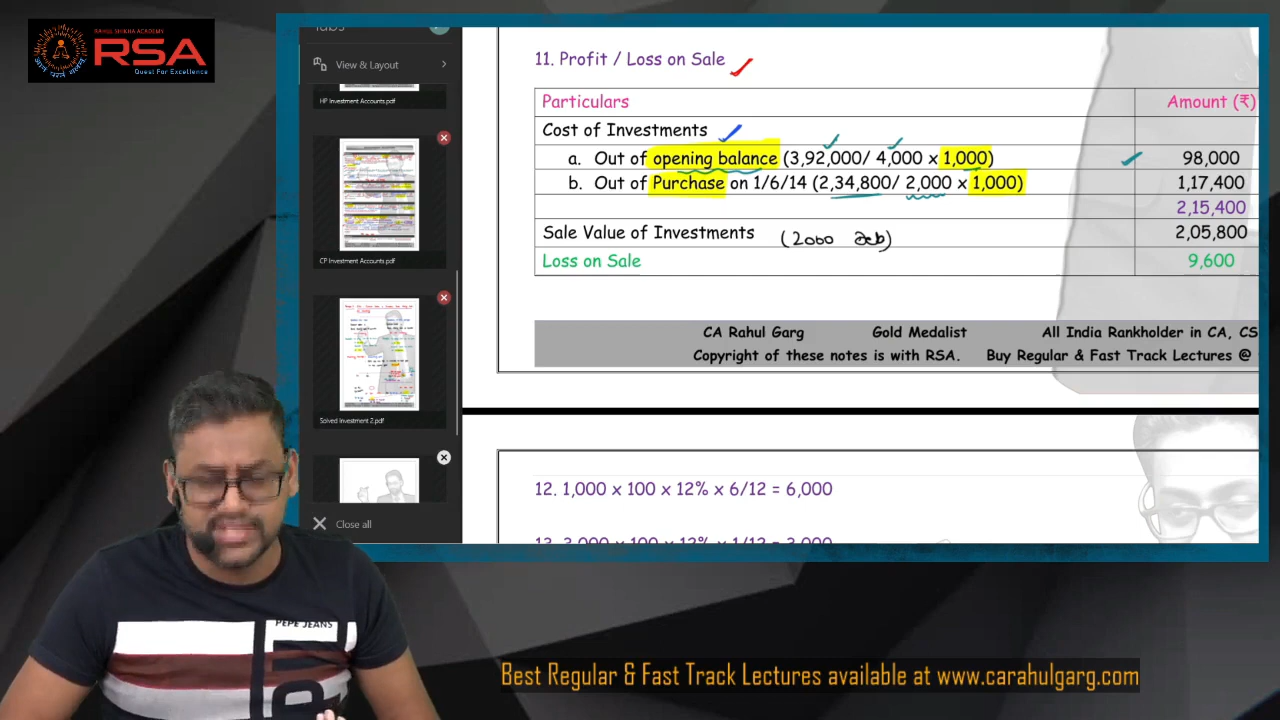 RAHUL SHIKHA ACADEMY
RSA
Quest For Excellence
View & Layout
HP Investment Accounts.pdf
CP Investment Accounts.pdf
Solved Investment 2.pdf
Close all
11. Profit / Loss on Sale
Particulars Amount (₹)
Cost of Investments
a. Out of opening balance (3,92,000/ 4,000 x 1,000) 98,000
b. Out of Purchase on 1/6/14 (2,34,800/ 2,000 x 1,000) 1,17,400
2,15,400
Sale Value of Investments (2000 deb) 2,05,800
Loss on Sale 9,600
CA Rahul Garg Gold Medalist All India Rankholder in CA, CS
Copyright of these notes is with RSA. Buy Regular & Fast Track Lectures @
12. 1,000 x 100 x 12% x 6/12 = 6,000
PEPE JEANS
Best Regular & Fast Track Lectures available at www.carahulgarg.com